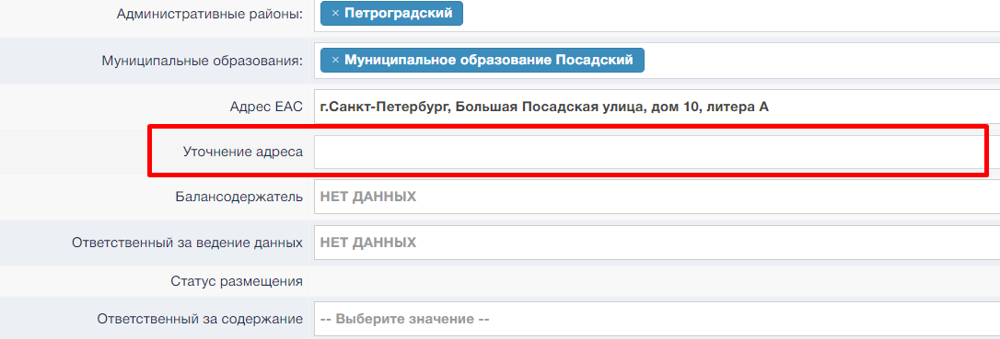 Административные районы: × Петроградский
Муниципальные образования: × Муниципальное образование Посадский
Адрес ЕАС г.Санкт-Петербург, Большая Посадская улица, дом 10, литера А
Уточнение адреса
Балансодержатель НЕТ ДАННЫХ
Ответственный за ведение данных НЕТ ДАННЫХ
Статус размещения
Ответственный за содержание -- Выберите значение --